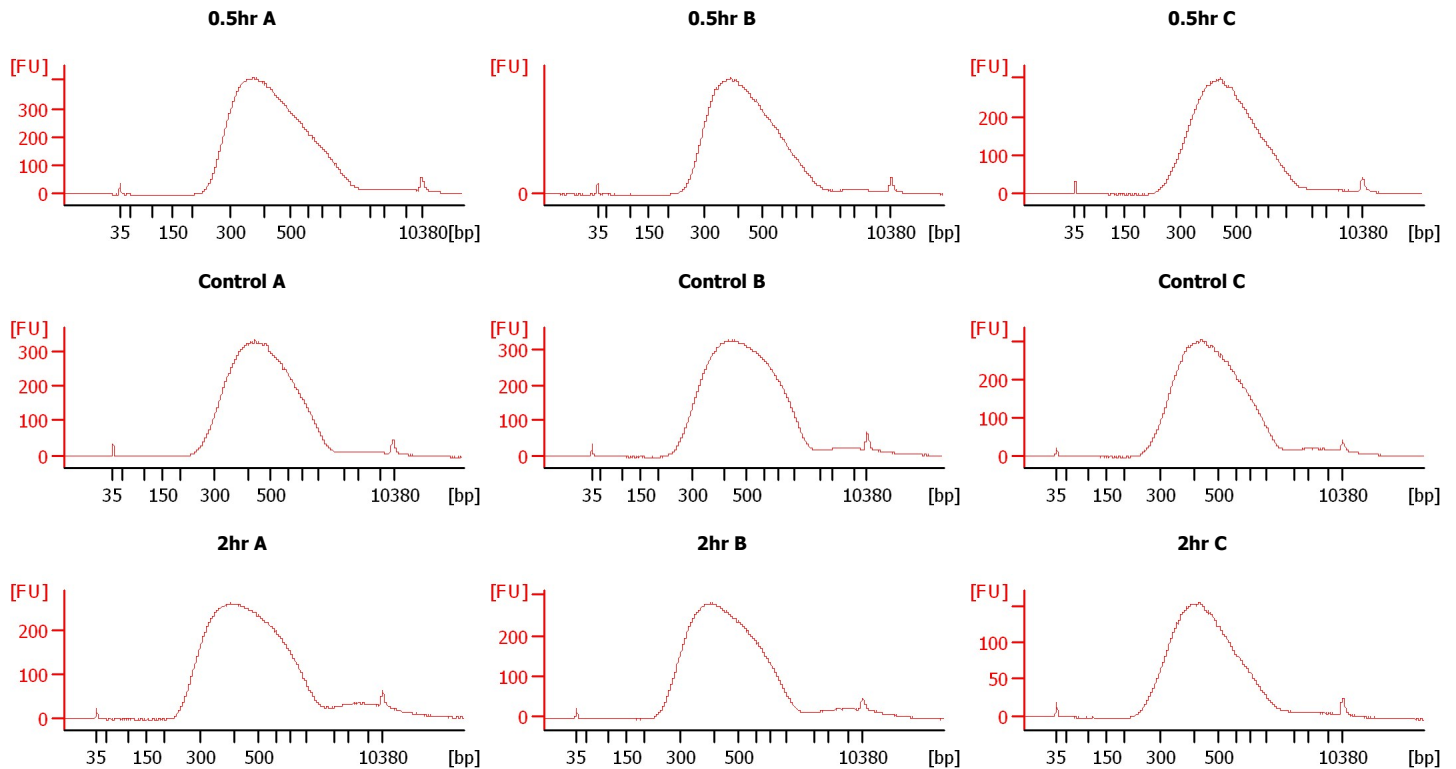 0.5hr A 0.5hr B 0.5hr C
[FU] [FU] [FU]
300
200 200
100 100
0 0 0
35 150 300 500 10380[bp] 35 150 300 500 10380 [bp] 35 150 300 500 10380 [bp]
Control A Control B Control C
[FU] [FU] [FU]
300 300
200 200 200
100 100 100
0 0 0
35 150 300 500 10380 [bp] 35 150 300 500 10380 [bp] 35 150 300 500 10380 [bp]
2hr A 2hr B 2hr C
[FU] [FU] [FU]
200 200 100
100 100 50
0 0 0
35 150 300 500 10380 [bp] 35 150 300 500 10380 [bp] 35 150 300 500 10380 [bp]